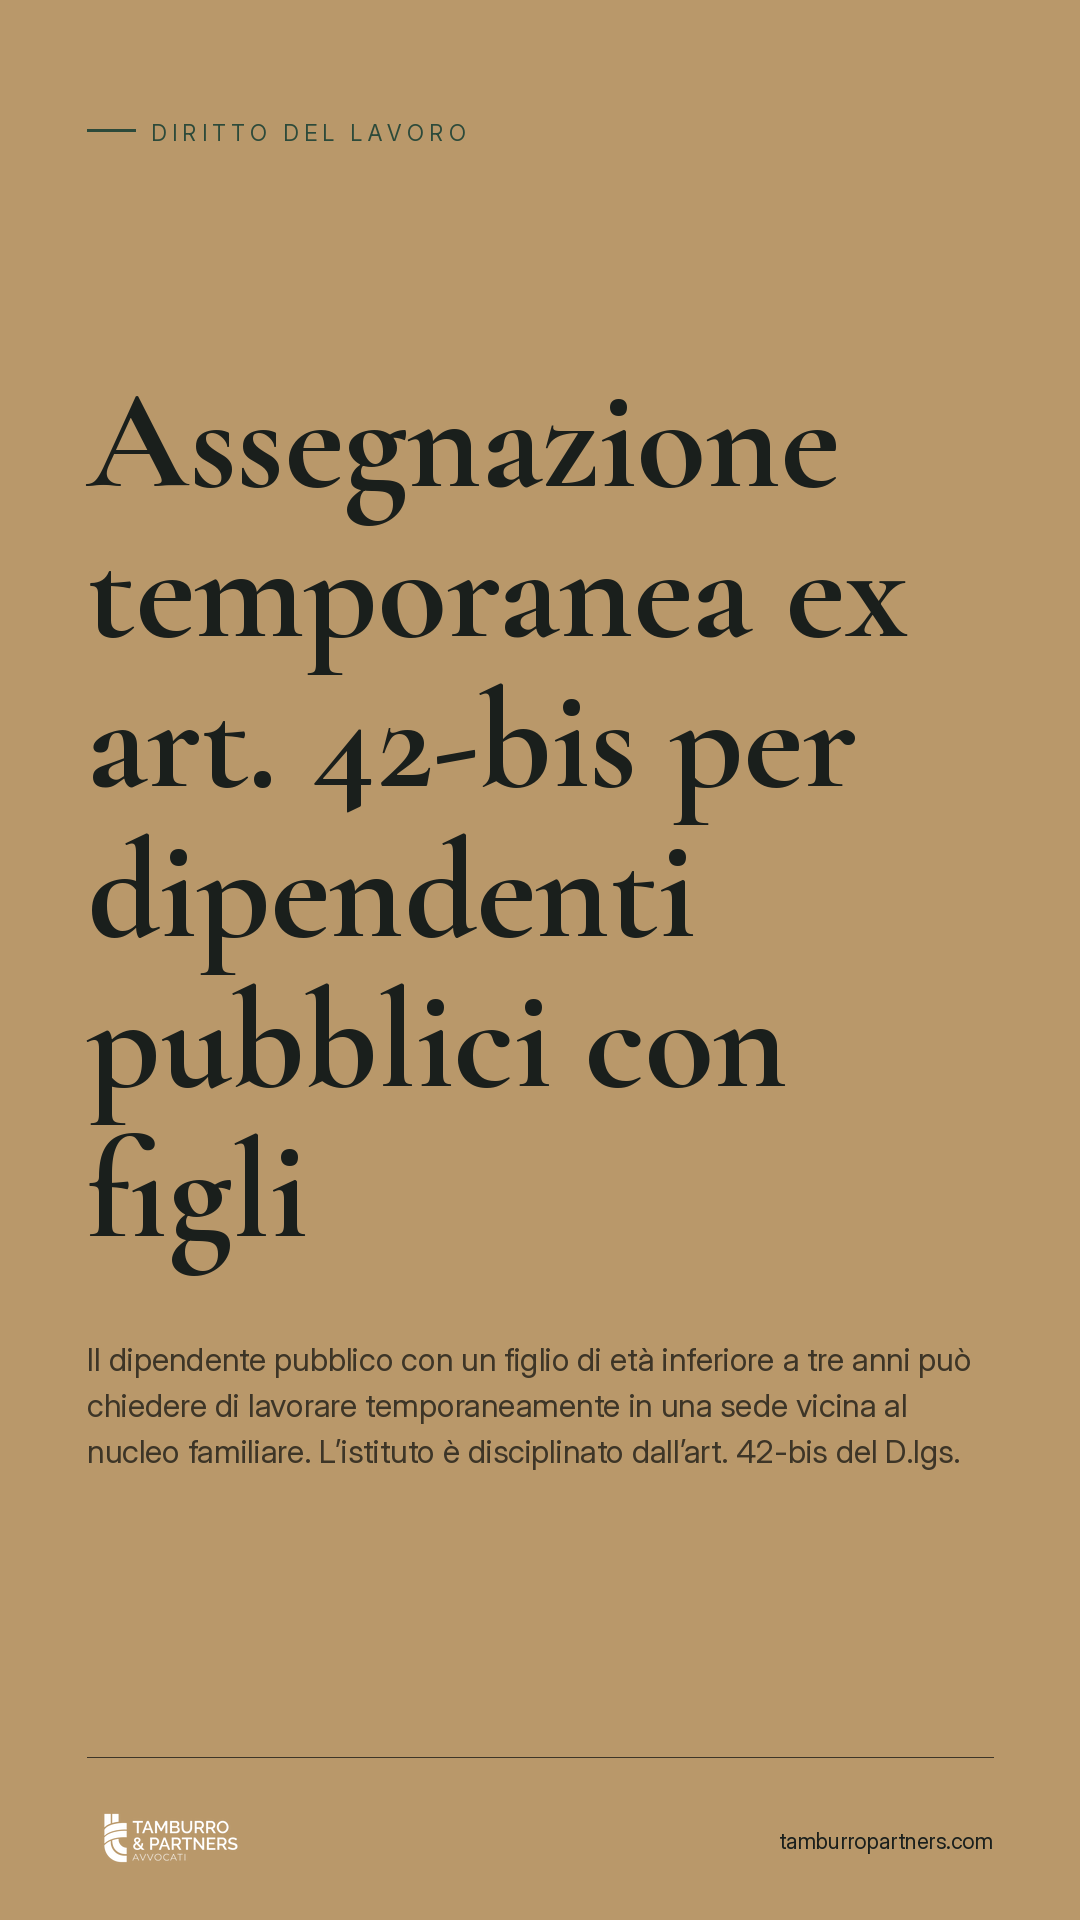 DIRITTO DEL LAVORO
Assegnazione
temporanea ex
art. 42-bis per
dipendenti
pubblici con
figli
Il dipendente pubblico con un figlio di età inferiore a tre anni può
chiedere di lavorare temporaneamente in una sede vicina al
nucleo familiare. L’istituto è disciplinato dall’art. 42-bis del D.lgs.
TAMBURRO
& PARTNERS
AVVOCATI
tamburropartners.com